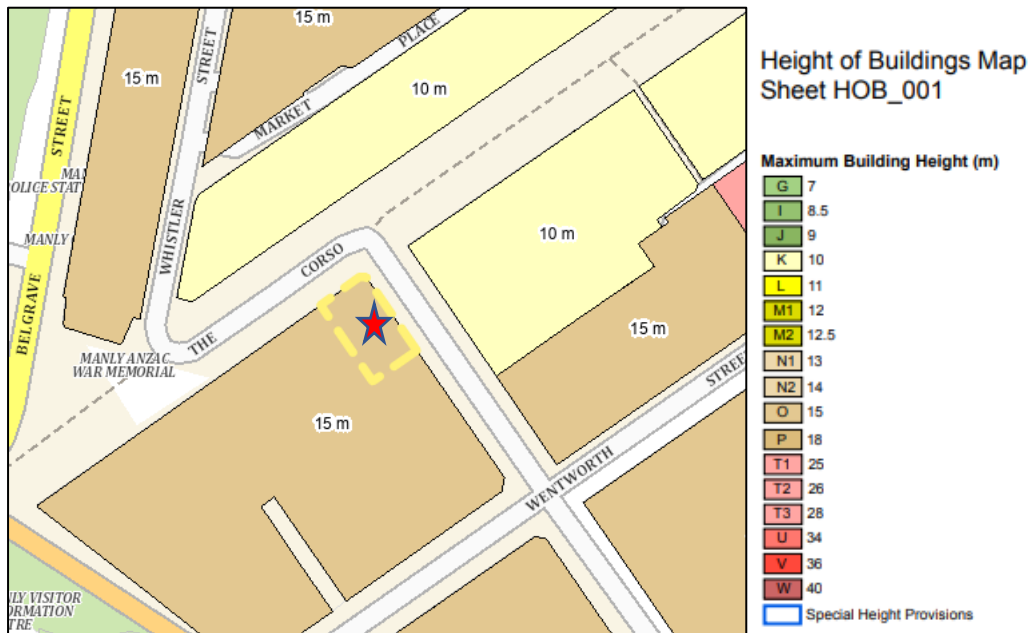 15 m
15 m
PLACE
STREET
MARKET
10 m
STREET
MA
OLICE STAT
WHISTLER
MANLY
10 m
CORSO
THE
BELGRAVE
MANLY ANZAC
WAR MEMORIAL
15 m
STREE
15 m
WENTWORTH
NLY VISITOR
ORMATION
TRE
Height of Buildings Map
Sheet HOB_001
Maximum Building Height (m)
G 7
I 8.5
J 9
K 10
L 11
M1 12
M2 12.5
N1 13
N2 14
O 15
P 18
T1 25
T2 26
T3 28
U 34
V 36
W 40
Special Height Provisions